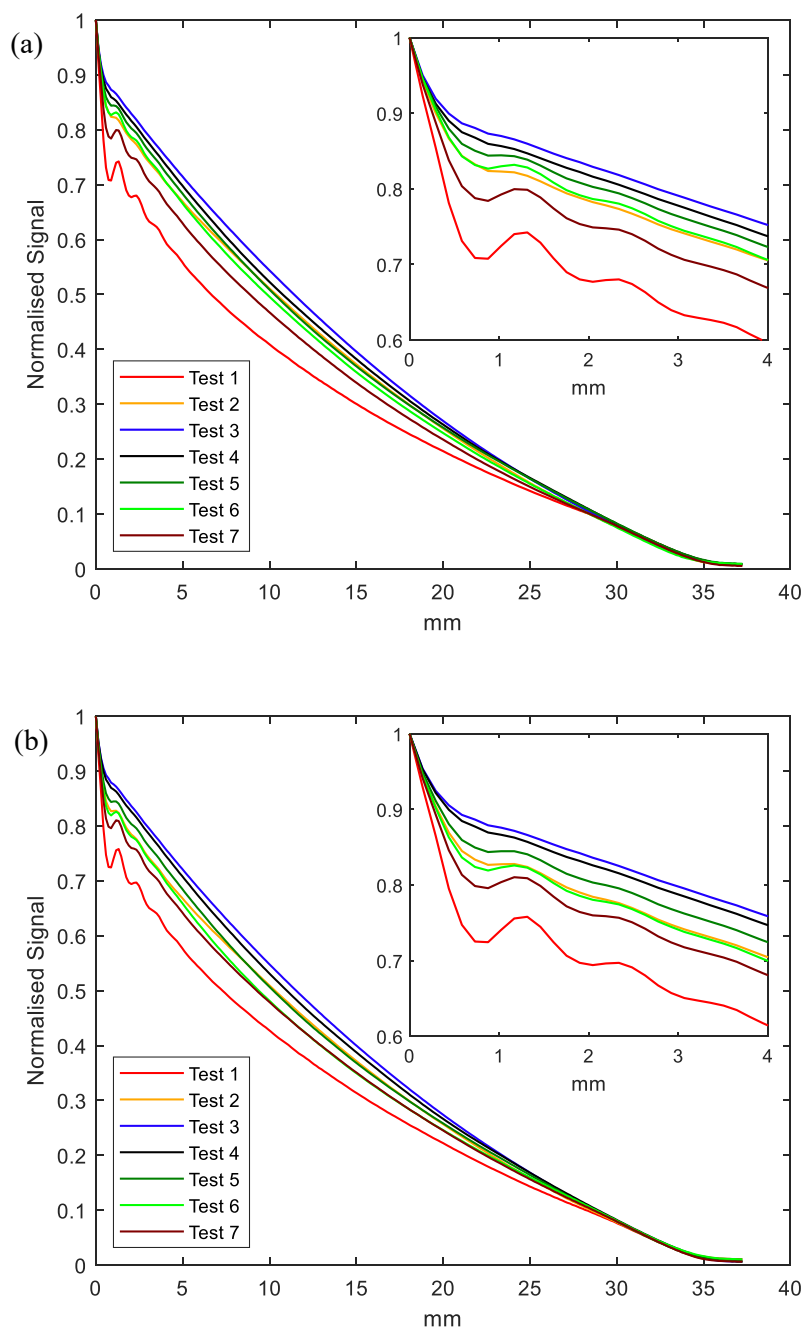 (a)
Normalised Signal
1
0.9
0.8
0.7
0.6
0.5
0.4
0.3
0.2
0.1
0
0 5 10 15 20 25 30 35 40
mm
Test 1
Test 2
Test 3
Test 4
Test 5
Test 6
Test 7
1
0.9
0.8
0.7
0.6
0 1 2 3 4
mm
(b)
Normalised Signal
1
0.9
0.8
0.7
0.6
0.5
0.4
0.3
0.2
0.1
0
0 5 10 15 20 25 30 35 40
mm
Test 1
Test 2
Test 3
Test 4
Test 5
Test 6
Test 7
1
0.9
0.8
0.7
0.6
0 1 2 3 4
mm